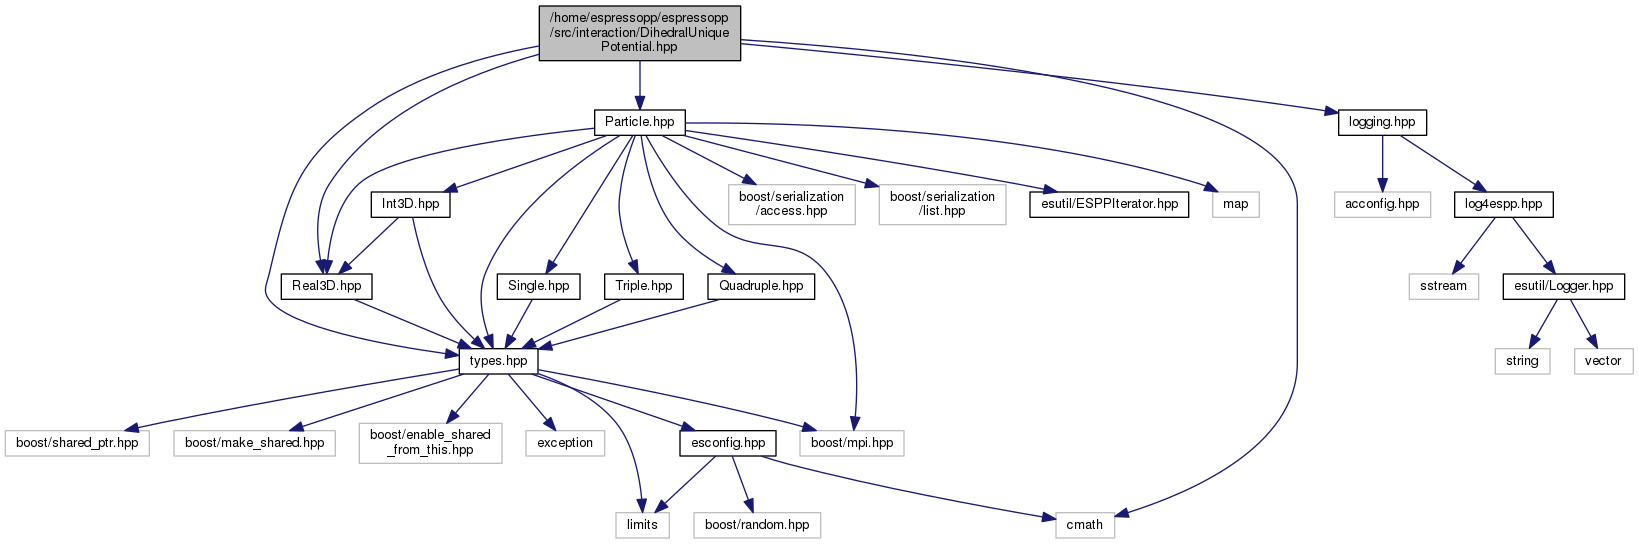 /home/espressopp/espressopp
/src/interaction/DihedralUnique
Potential.hpp
Particle.hpp
logging.hpp
Int3D.hpp
boost/serialization
/access.hpp
boost/serialization
/list.hpp
esutil/ESPPIterator.hpp
map
acconfig.hpp
log4espp.hpp
Real3D.hpp
Single.hpp
Triple.hpp
Quadruple.hpp
sstream
esutil/Logger.hpp
types.hpp
string
vector
boost/shared_ptr.hpp
boost/make_shared.hpp
boost/enable_shared
_from_this.hpp
exception
esconfig.hpp
boost/mpi.hpp
limits
boost/random.hpp
cmath